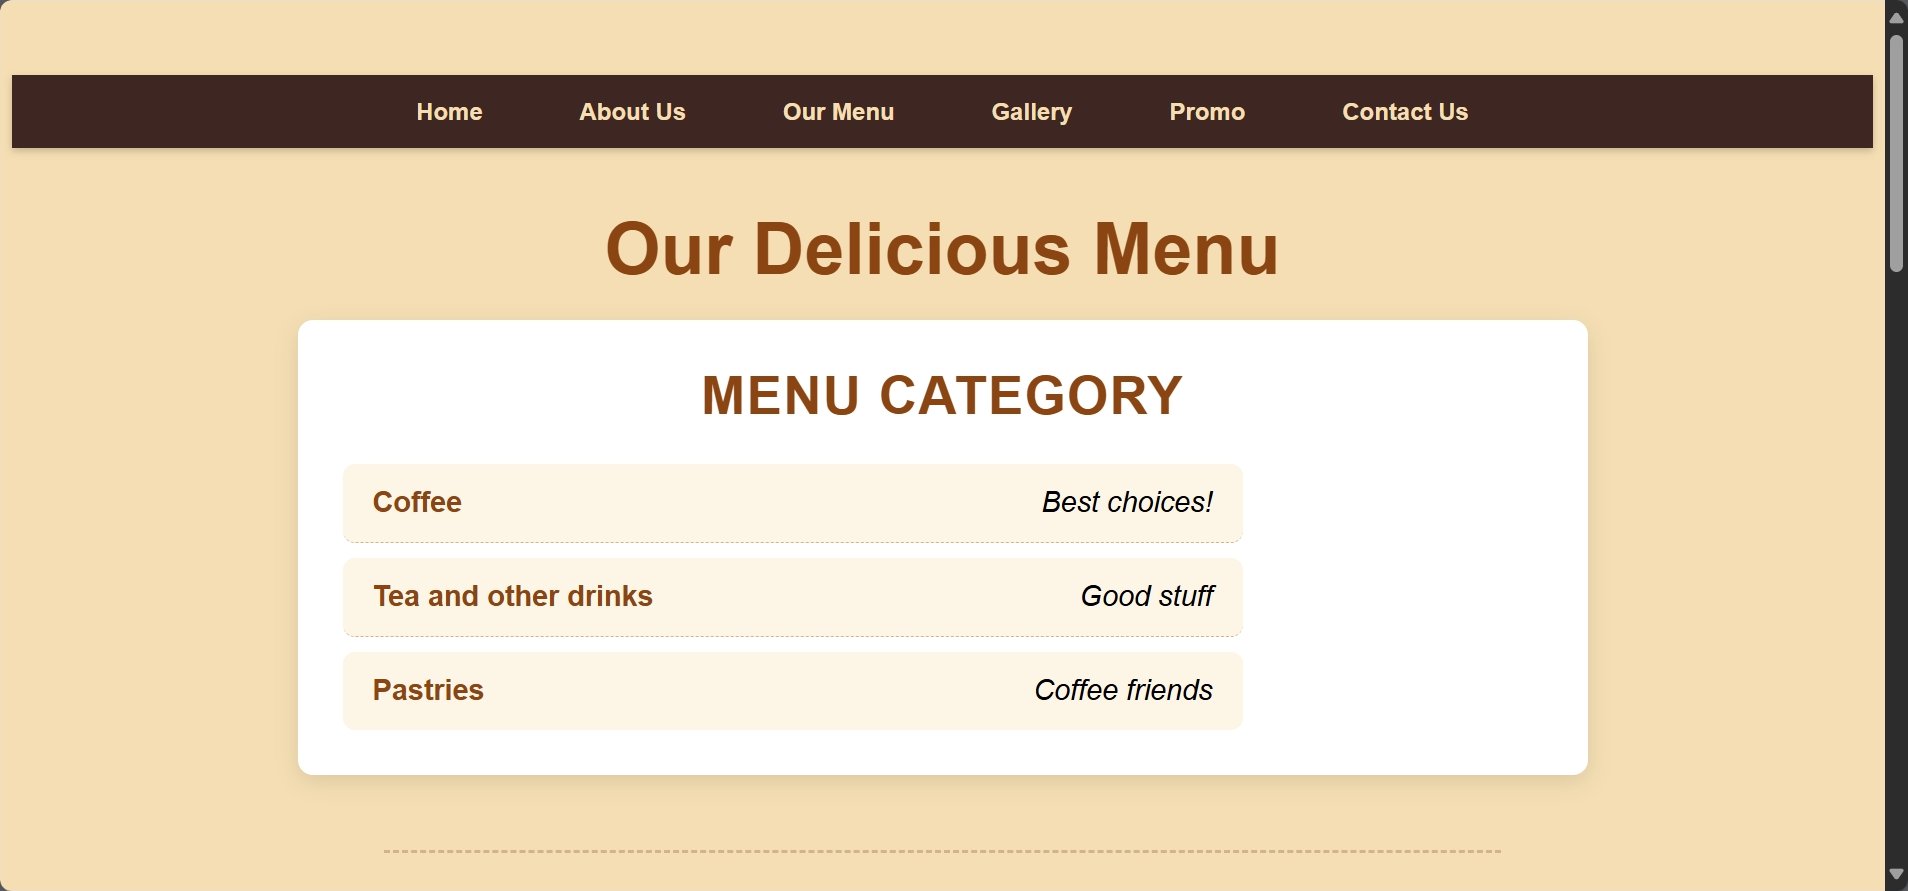 Home About Us Our Menu Gallery Promo Contact Us
Our Delicious Menu
MENU CATEGORY
Coffee Best choices!
Tea and other drinks Good stuff
Pastries Coffee friends